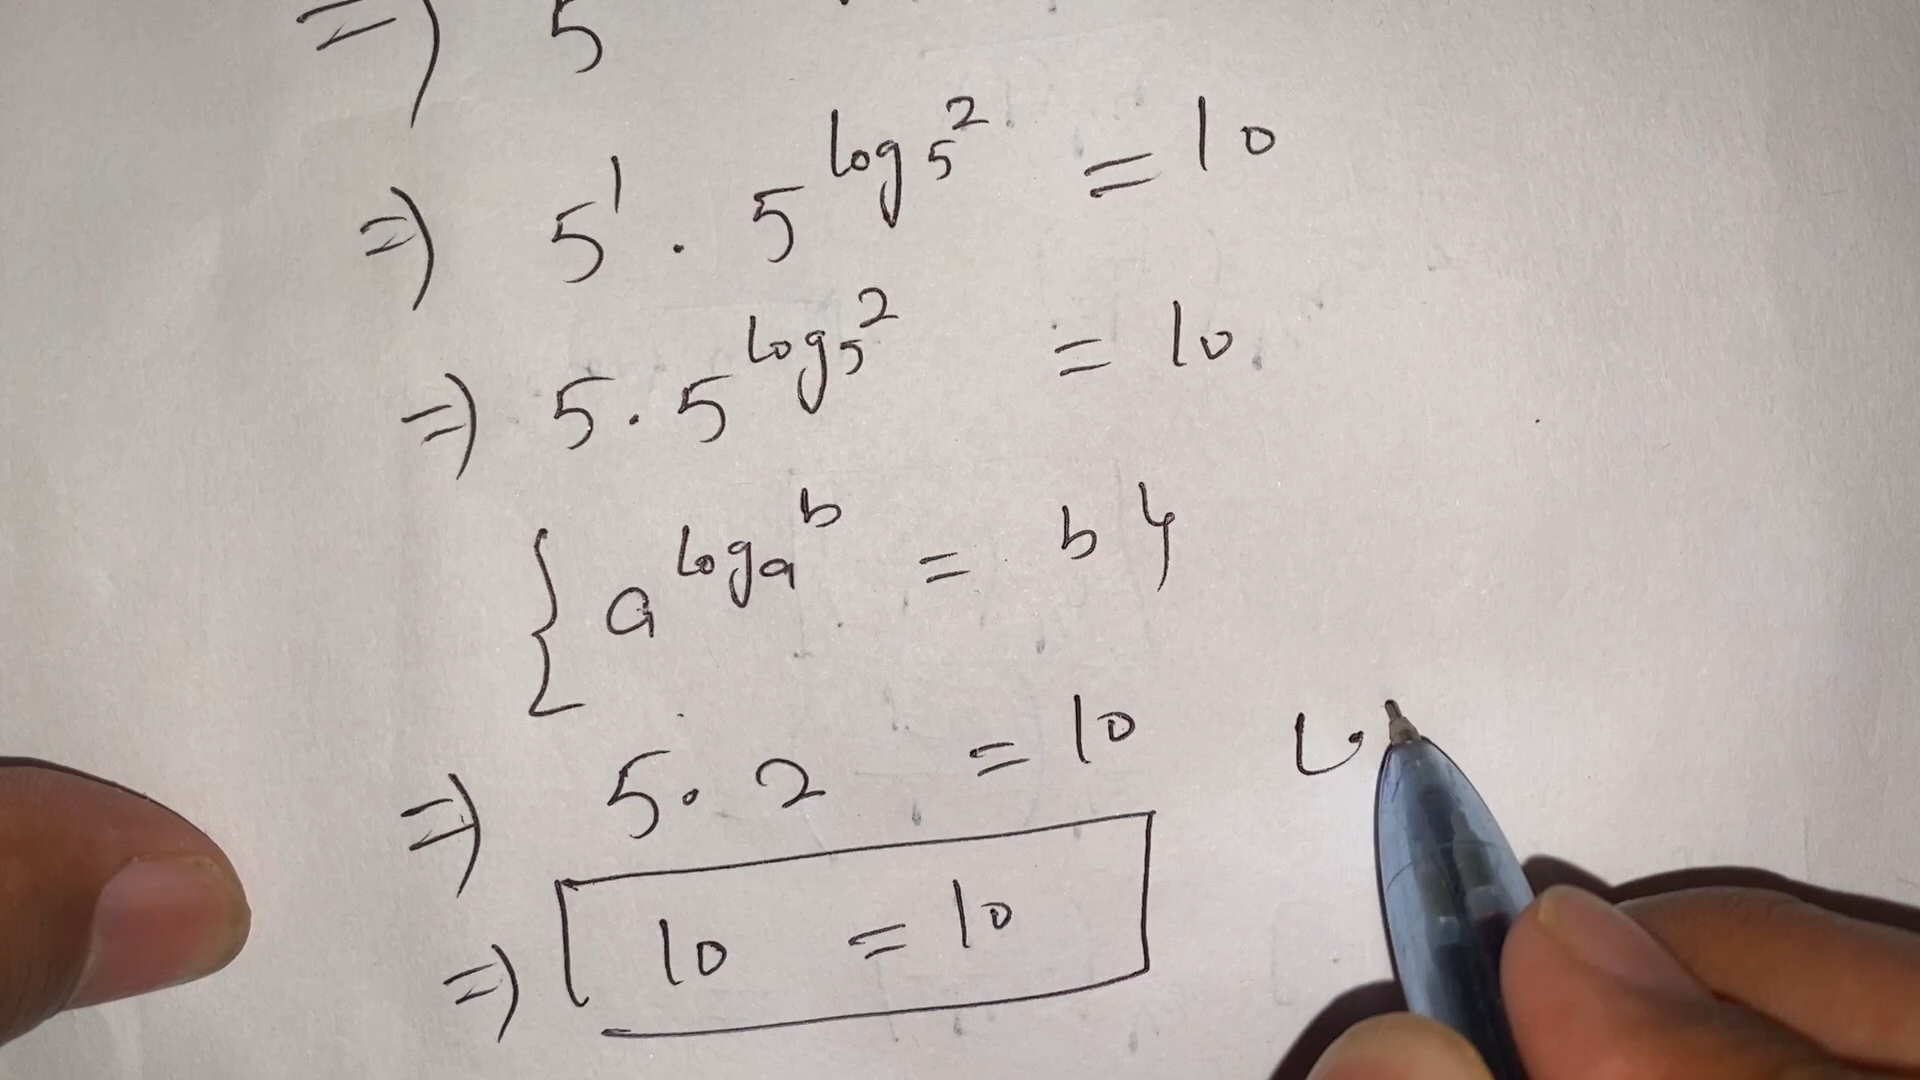 ⇒ 5
⇒ 5¹ · 5^(log₅2) = 10
⇒ 5 · 5^(log₅2) = 10
{ a^(logₐb) = b }
⇒ 5 · 2 = 10
⇒ 10 = 10